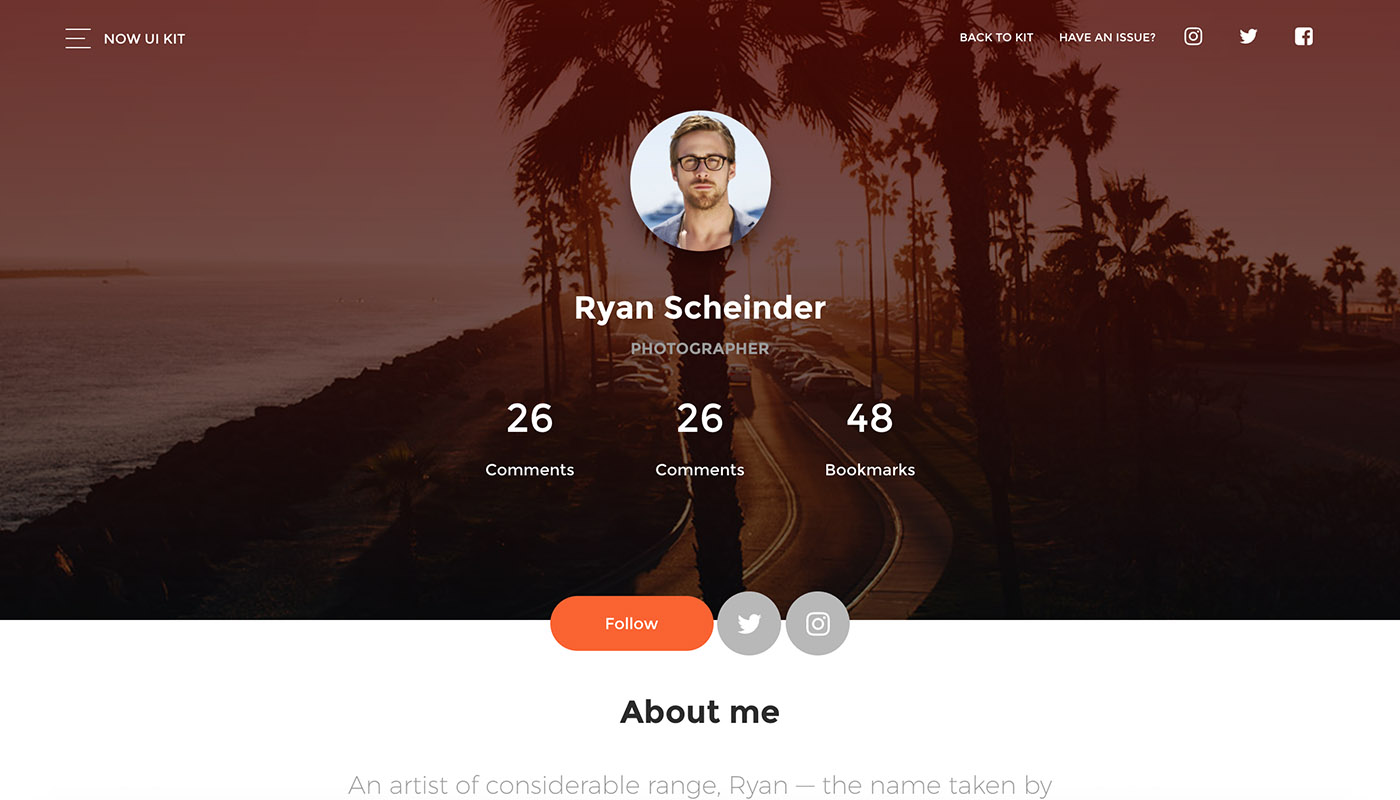 NOW UI KIT
BACK TO KIT HAVE AN ISSUE?
Ryan Scheinder
PHOTOGRAPHER
26 26 48
Comments Comments Bookmarks
Follow
About me
An artist of considerable range, Ryan — the name taken by